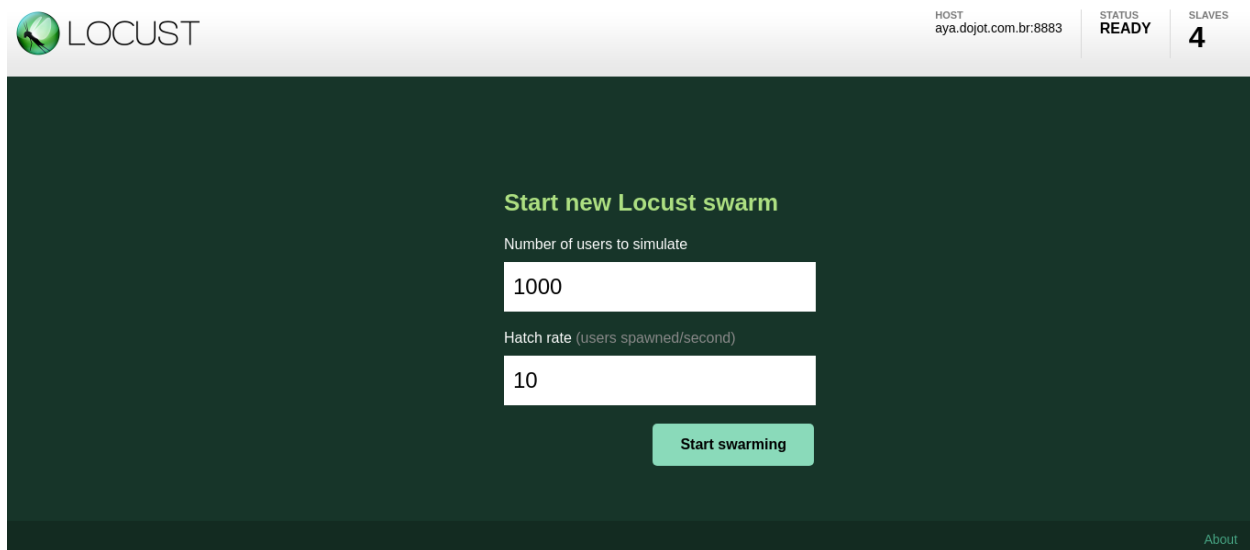 LOCUST
HOST
aya.dojot.com.br:8883
STATUS
READY
SLAVES
4
Start new Locust swarm
Number of users to simulate
1000
Hatch rate (users spawned/second)
10
Start swarming
About